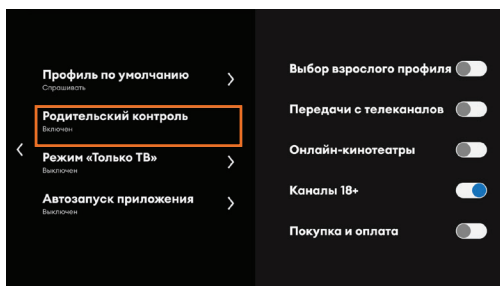 Профиль по умолчанию
Спрашивать
Родительский контроль
Включен
Режим «Только ТВ»
Выключен
Автозапуск приложения
Выключен
Выбор взрослого профиля
Передачи с телеканалов
Онлайн-кинотеатры
Каналы 18+
Покупка и оплата